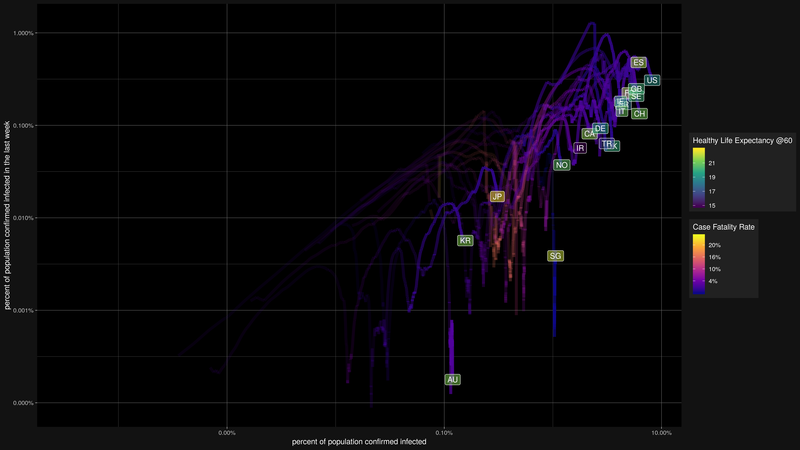 1.000%
0.100%
0.010%
0.001%
0.000%
percent of population confirmed infected in the last week
ES
US
GB
SE
IT
CH
CA
DE
IR
TR
NO
JP
KR
SG
AU
0.00%
0.10%
10.00%
percent of population confirmed infected
Healthy Life Expectancy @60
21
19
17
15
Case Fatality Rate
20%
16%
10%
4%